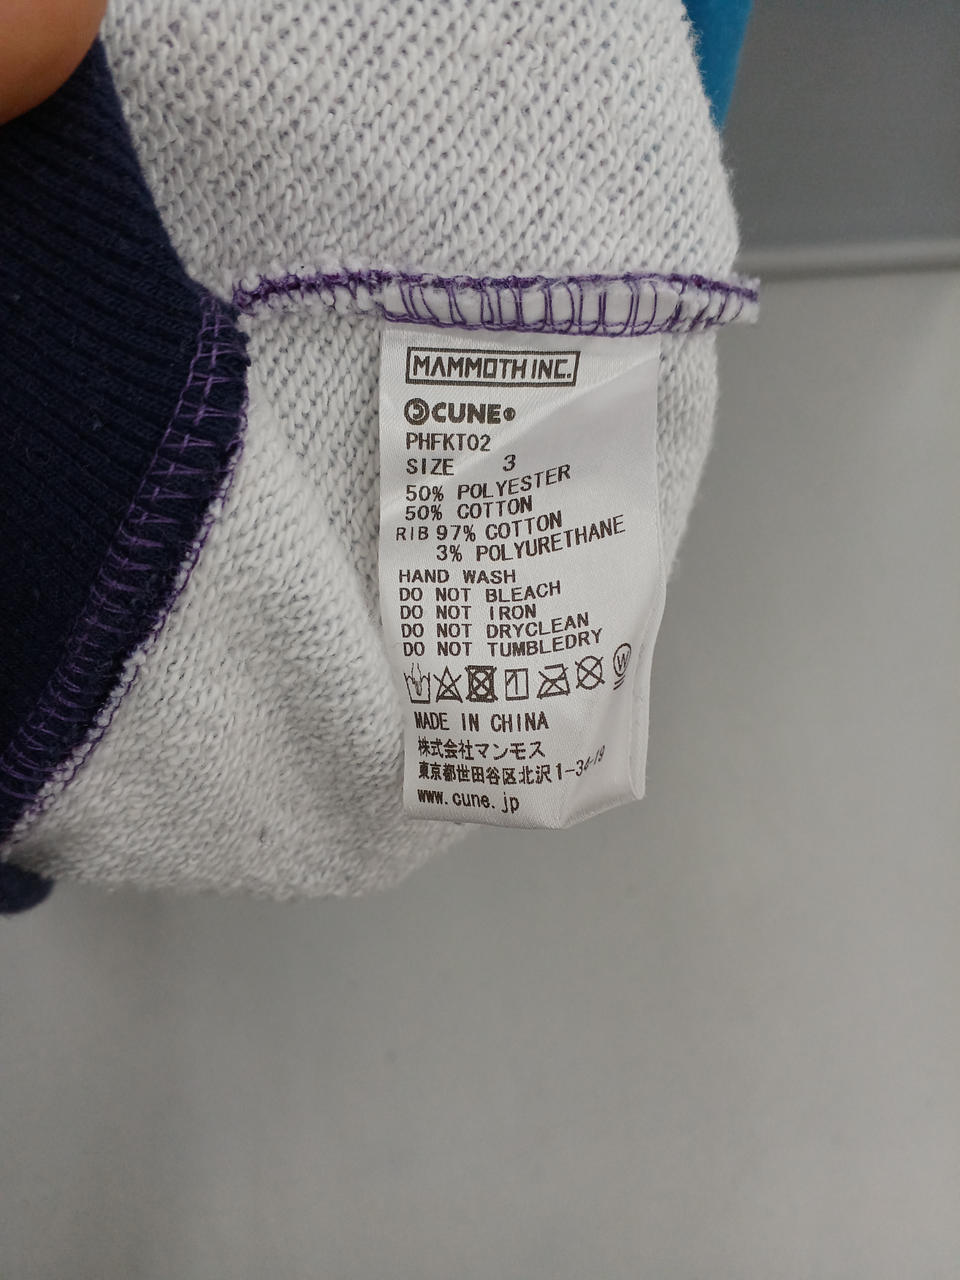 MAMMOTH INC.
CUNE®
PHFKT02
SIZE 3
50% POLYESTER
50% COTTON
RIB 97% COTTON
3% POLYURETHANE
HAND WASH
DO NOT BLEACH
DO NOT IRON
DO NOT DRYCLEAN
DO NOT TUMBLEDRY
W
MADE IN CHINA
株式会社マンモス
東京都世田谷区北沢1-34-19
www.cune.jp